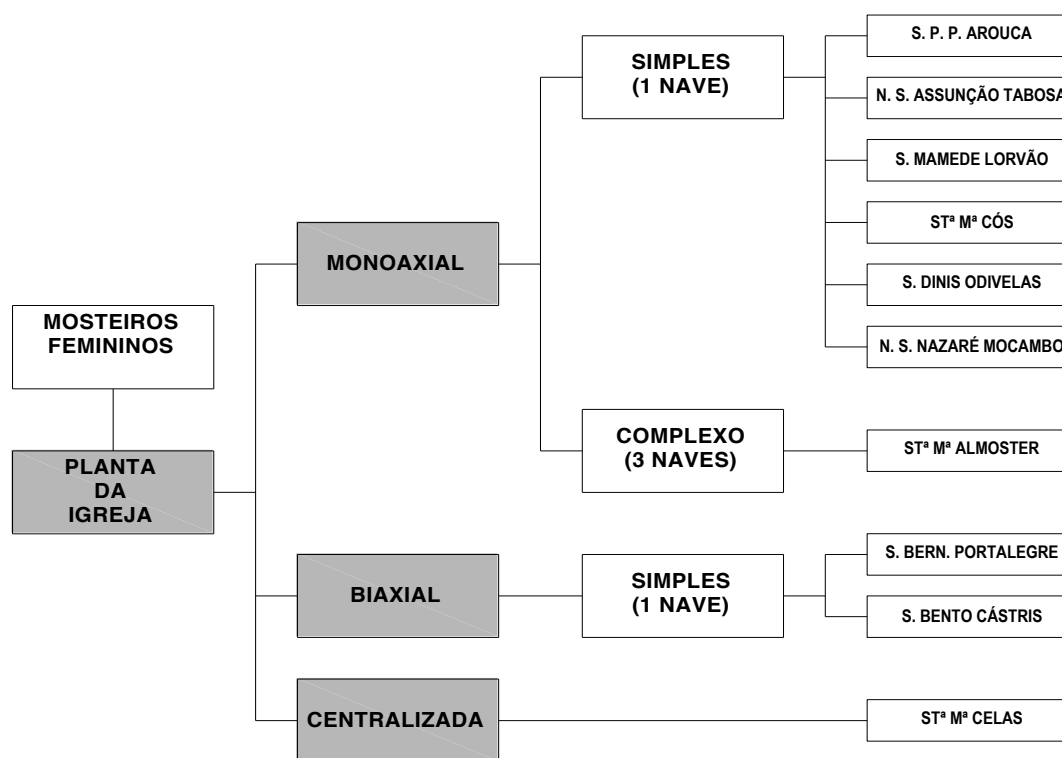 MOSTEIROS
FEMININOS
PLANTA
DA
IGREJA
MONOAXIAL
SIMPLES
(1 NAVE)
S. P. P. AROUCA
N. S. ASSUNÇÃO TABOSA
S. MAMEDE LORVÃO
STª Mª CÓS
S. DINIS ODIVELAS
N. S. NAZARÉ MOCAMBO
COMPLEXO
(3 NAVES)
STª Mª ALMOSTER
BIAXIAL
SIMPLES
(1 NAVE)
S. BERN. PORTALEGRE
S. BENTO CÁSTRIS
CENTRALIZADA
STª Mª CELAS